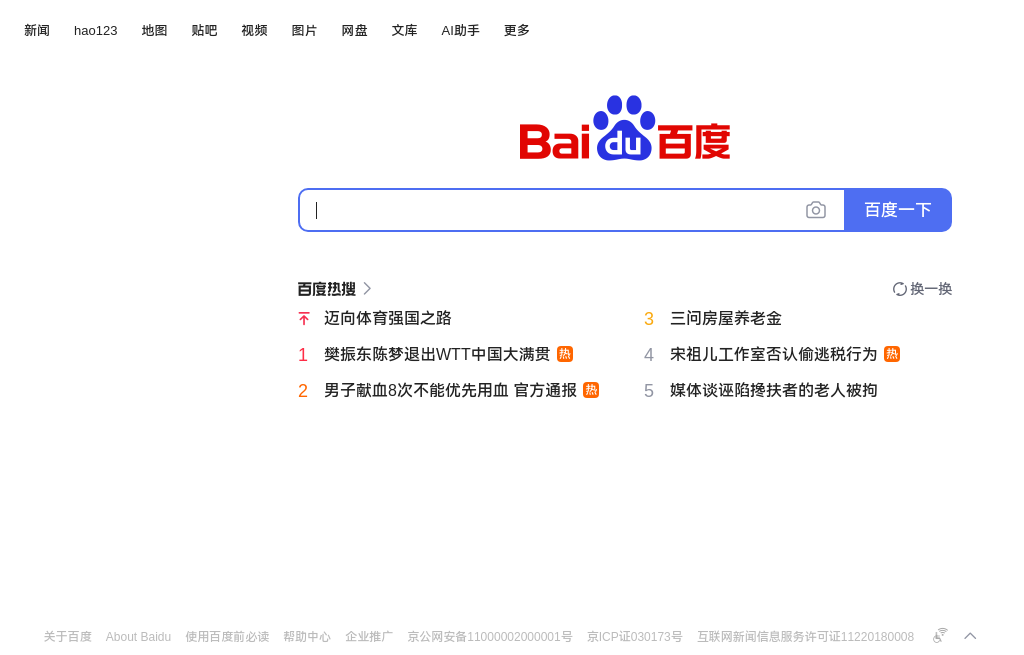 新闻 hao123 地图 贴吧 视频 图片 网盘 文库 AI助手 更多
Bai du 百度
百度一下
百度热搜 换一换
迈向体育强国之路
1 樊振东陈梦退出WTT中国大满贯 热
2 男子献血8次不能优先用血 官方通报 热
3 三问房屋养老金
4 宋祖儿工作室否认偷逃税行为 热
5 媒体谈诬陷搀扶者的老人被拘
关于百度 About Baidu 使用百度前必读 帮助中心 企业推广 京公网安备11000002000001号 京ICP证030173号 互联网新闻信息服务许可证11220180008